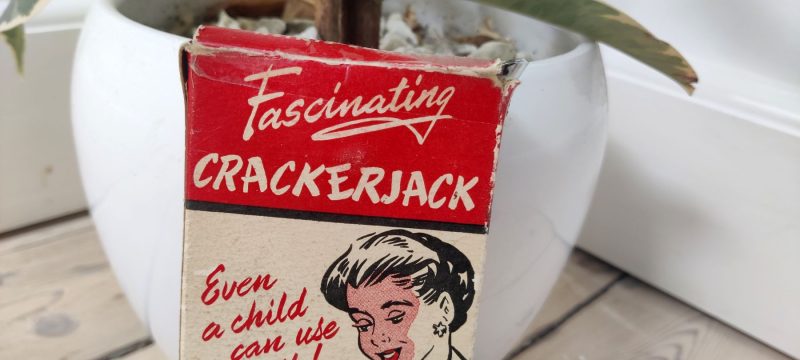 Fascinating
CRACKERJACK
Even
a child
can use